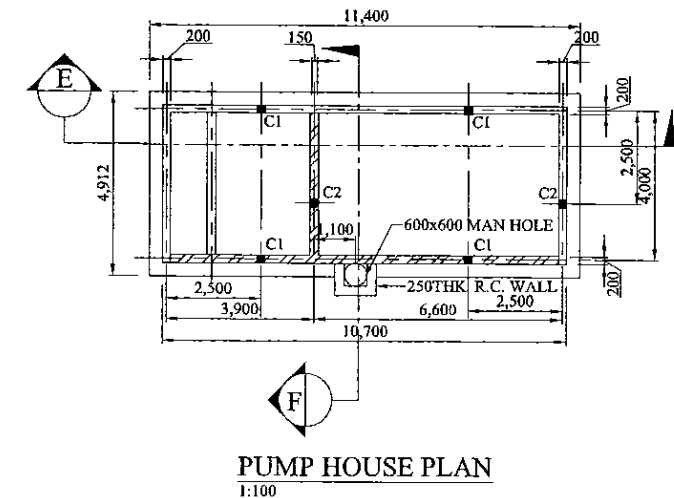 11,400
200
150
200
E
C1
C1
200
4,912
2,500
4,000
C2
C2
1,100
600x600 MAN HOLE
C1
C1
250THK. R.C. WALL
200
2,500
2,500
3,900
6,600
10,700
F
PUMP HOUSE PLAN
1:100